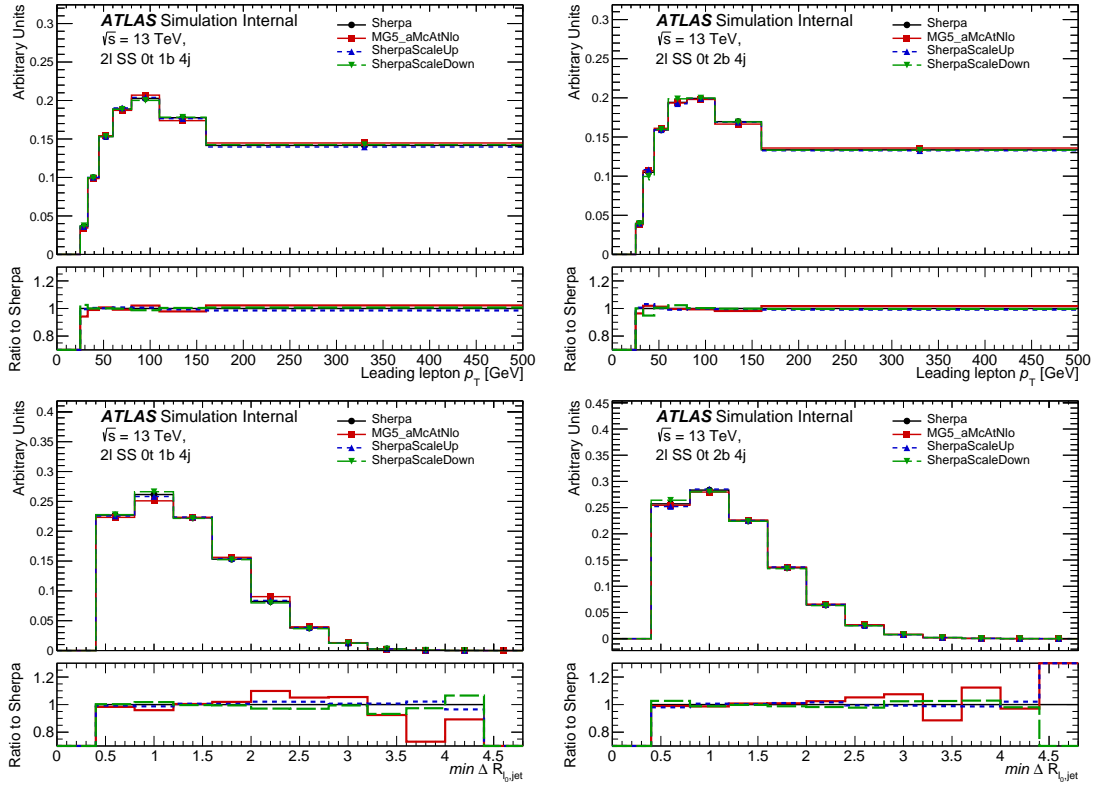 ATLAS Simulation Internal
√s = 13 TeV,
2l SS 0t 1b 4j
Sherpa
MG5_aMcAtNlo
SherpaScaleUp
SherpaScaleDown
Arbitrary Units
0.3
0.25
0.2
0.15
0.1
0.05
0
Ratio to Sherpa
1.2
1
0.8
0 50 100 150 200 250 300 350 400 450 500
Leading lepton p_T [GeV]
ATLAS Simulation Internal
√s = 13 TeV,
2l SS 0t 2b 4j
Sherpa
MG5_aMcAtNlo
SherpaScaleUp
SherpaScaleDown
Arbitrary Units
0.3
0.25
0.2
0.15
0.1
0.05
0
Ratio to Sherpa
1.2
1
0.8
0 50 100 150 200 250 300 350 400 450 500
Leading lepton p_T [GeV]
ATLAS Simulation Internal
√s = 13 TeV,
2l SS 0t 1b 4j
Sherpa
MG5_aMcAtNlo
SherpaScaleUp
SherpaScaleDown
Arbitrary Units
0.4
0.35
0.3
0.25
0.2
0.15
0.1
0.05
0
Ratio to Sherpa
1.2
1
0.8
0 0.5 1 1.5 2 2.5 3 3.5 4 4.5
min Δ R_l₀,jet
ATLAS Simulation Internal
√s = 13 TeV,
2l SS 0t 2b 4j
Sherpa
MG5_aMcAtNlo
SherpaScaleUp
SherpaScaleDown
Arbitrary Units
0.45
0.4
0.35
0.3
0.25
0.2
0.15
0.1
0.05
0
Ratio to Sherpa
1.2
1
0.8
0 0.5 1 1.5 2 2.5 3 3.5 4 4.5
min Δ R_l₀,jet